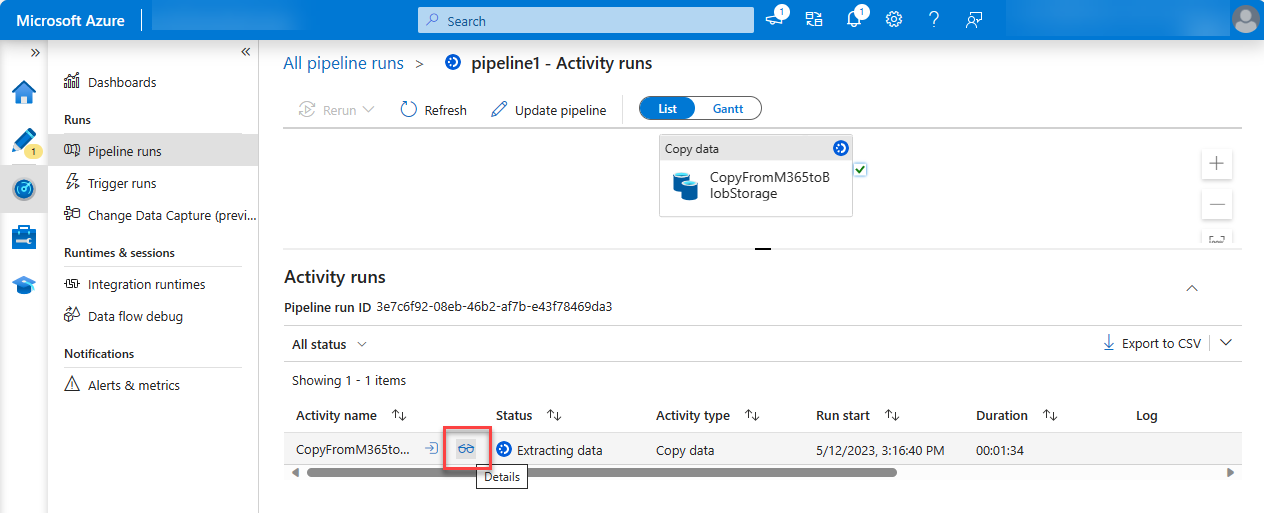 Microsoft Azure
Search
1
1
All pipeline runs > pipeline1 - Activity runs
Dashboards
Runs
Pipeline runs
Trigger runs
Change Data Capture (previ...
Runtimes & sessions
Integration runtimes
Data flow debug
Notifications
Alerts & metrics
1
Rerun
Refresh
Update pipeline
List
Gantt
Copy data
CopyFromM365toB
lobStorage
Activity runs
Pipeline run ID 3e7c6f92-08eb-46b2-af7b-e43f78469da3
All status
Export to CSV
Showing 1 - 1 items
Activity name Status Activity type Run start Duration Log
CopyFromM365to... Extracting data Copy data 5/12/2023, 3:16:40 PM 00:01:34
Details